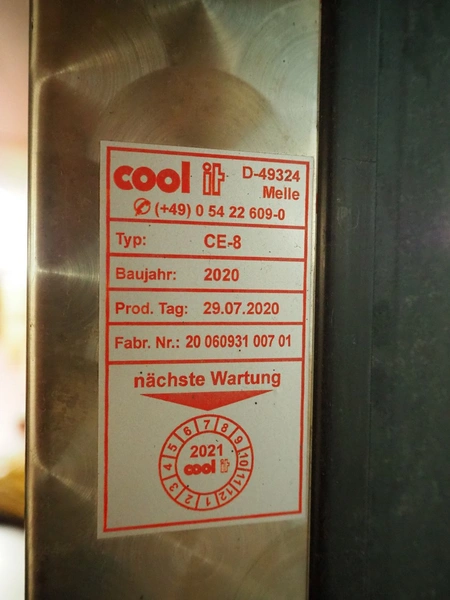 cool it D-49324
Melle
(+49) 0 54 22 609-0
Typ: CE-8
Baujahr: 2020
Prod. Tag: 29.07.2020
Fabr. Nr.: 20 060931 007 01
nächste Wartung
1 2 3 4 5 6 7 8 9 10 11 12
2021
cool it